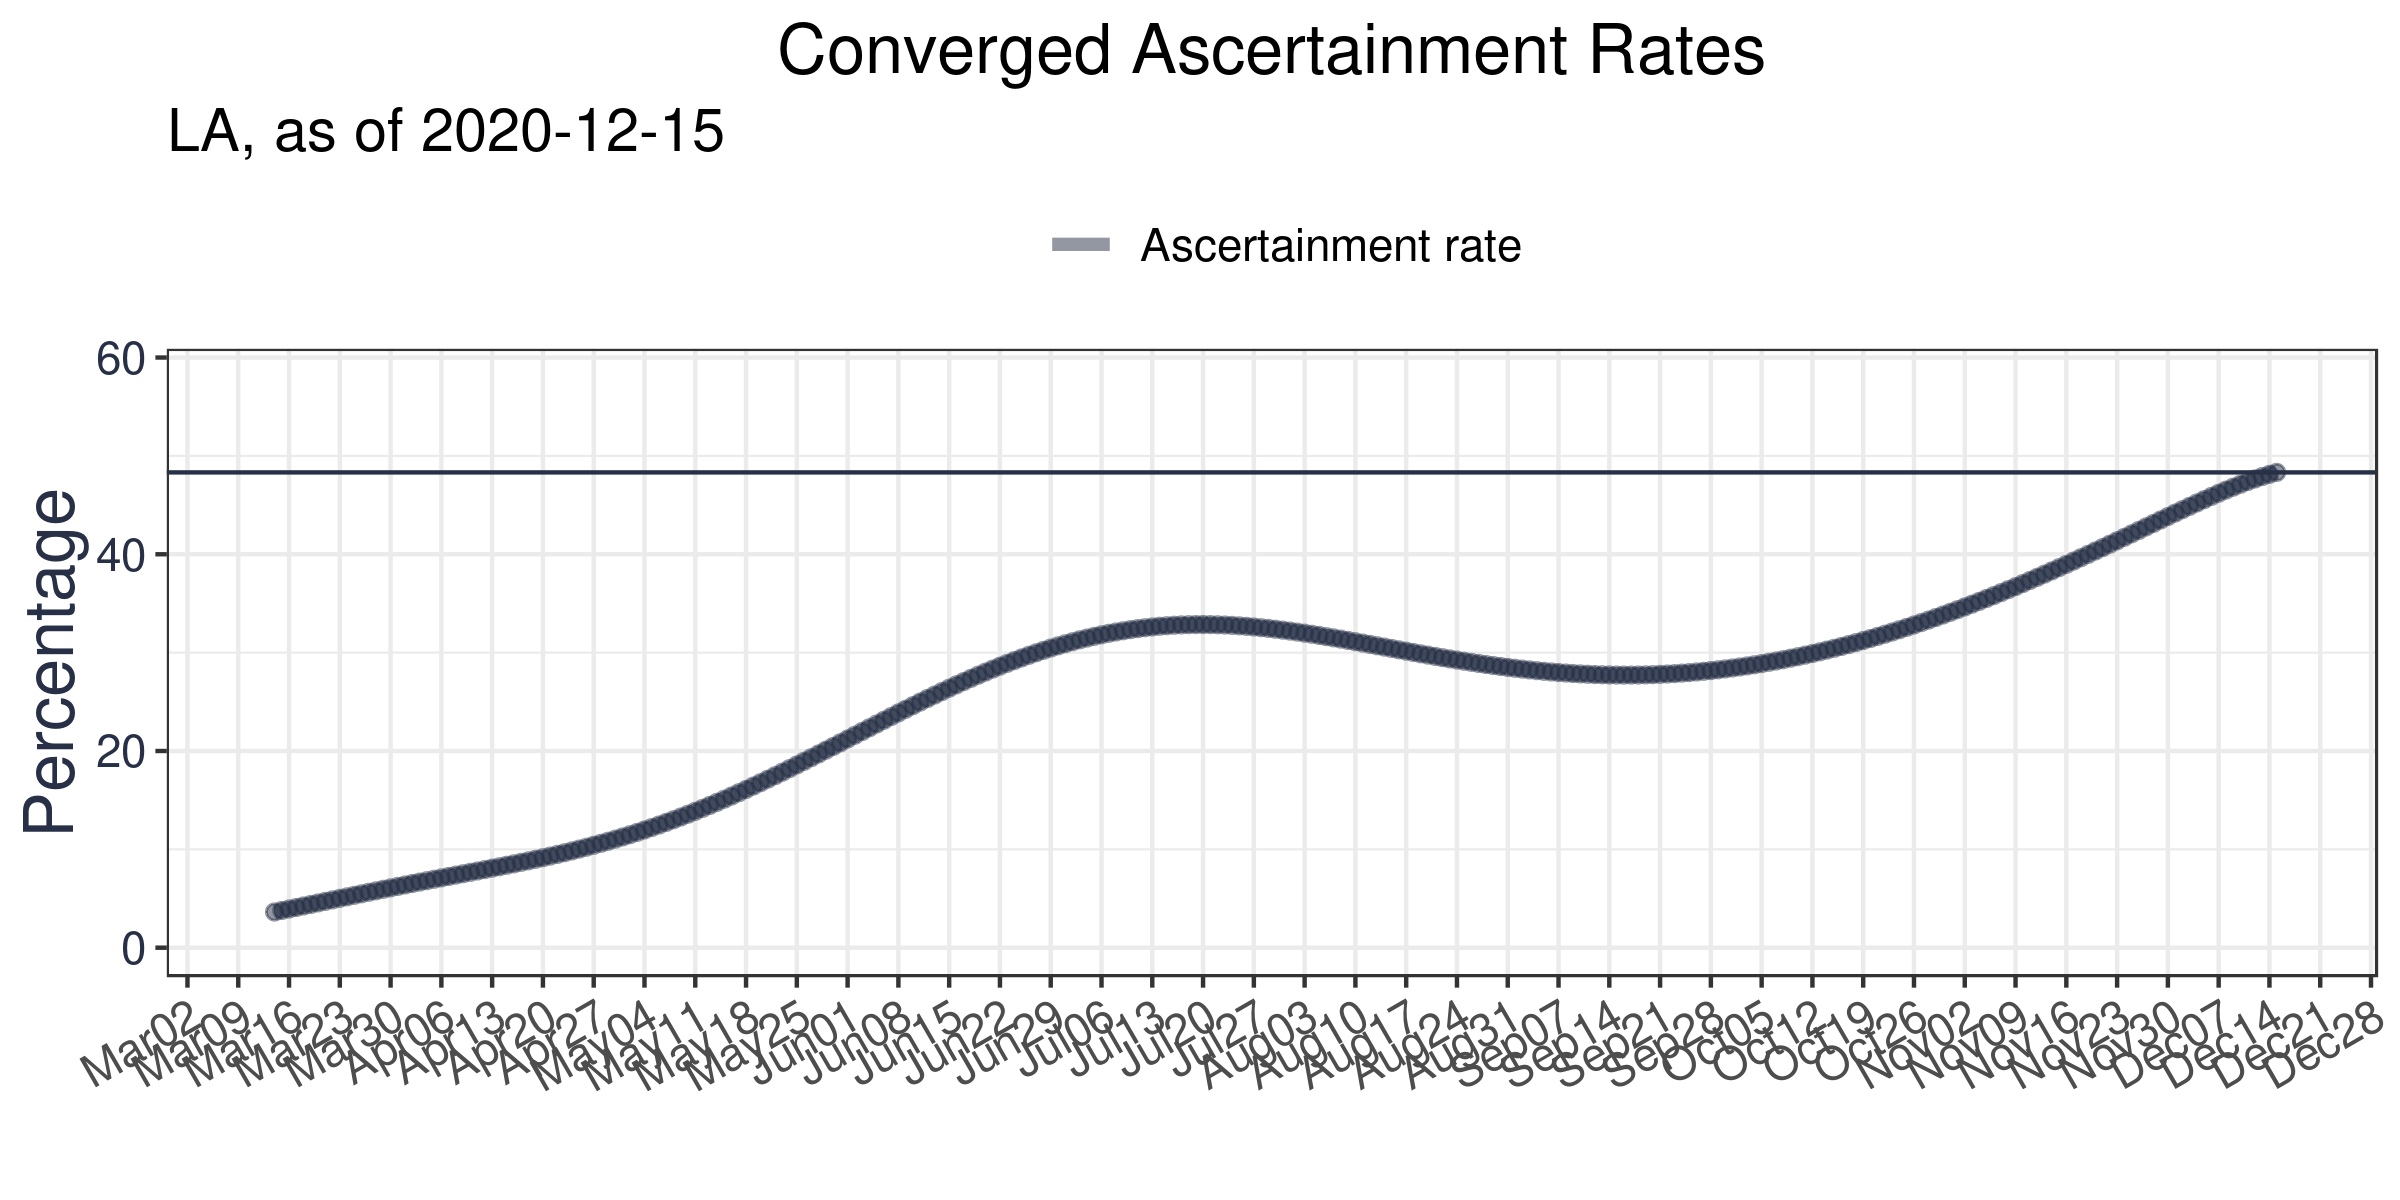 Converged Ascertainment Rates
LA, as of 2020-12-15
Ascertainment rate
Percentage
60
40
20
0
Mar02 Mar09 Mar16 Mar23 Mar30 Apr06 Apr13 Apr20 Apr27 May04 May11 May18 May25 Jun01 Jun08 Jun15 Jun22 Jun29 Jul06 Jul13 Jul20 Jul27 Aug03 Aug10 Aug17 Aug24 Aug31 Sep07 Sep14 Sep21 Sep28 Oct05 Oct12 Oct19 Oct26 Nov02 Nov09 Nov16 Nov23 Nov30 Dec07 Dec14 Dec21 Dec28